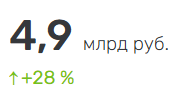 4,9 млрд руб.
↑+28 %